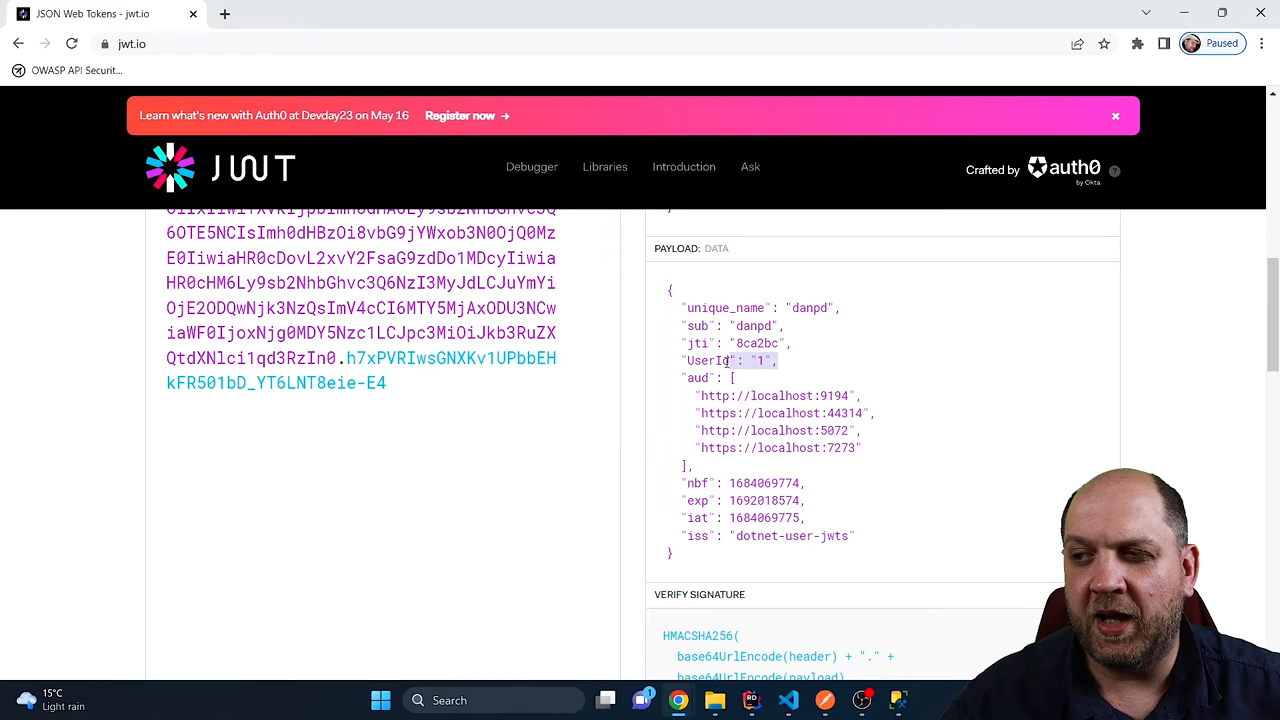 JSON Web Tokens - jwt.io
jwt.io
Paused
OWASP API Securit...
Learn what's new with Auth0 at Devday23 on May 16 Register now →
JWT
Debugger
Libraries
Introduction
Ask
Crafted by auth0
by Okta
6OTE5NCIsImh0dHBzOi8vbG9jYWxob3N0OjQ0Mz
E0IiwiaHR0cDovL2xvY2FsaG9zdDo1MDcyIiwia
HR0cHM6Ly9sb2NhbGhvc3Q6NzI3MyJdLCJuYmYi
OjE2ODQwNjk3NzQsImV4cCI6MTY5MjAxODU3NCw
iaWF0IjoxNjg0MDY5Nzc1LCJpc3MiOiJkb3RuZX
QtdXNlci1qd3RzIn0.h7xPVRIwsGNXKv1UPbbEH
kFR501bD_YT6LNT8eie-E4
}
PAYLOAD: DATA
{
"unique_name": "danpd",
"sub": "danpd",
"jti": "8ca2bc",
"UserId": "1",
"aud": [
"http://localhost:9194",
"https://localhost:44314",
"http://localhost:5072",
"https://localhost:7273"
],
"nbf": 1684069774,
"exp": 1692018574,
"iat": 1684069775,
"iss": "dotnet-user-jwts"
}
VERIFY SIGNATURE
HMACSHA256(
base64UrlEncode(header) + "." +
base64UrlEncode(payload)
15°C
Light rain
Search
1